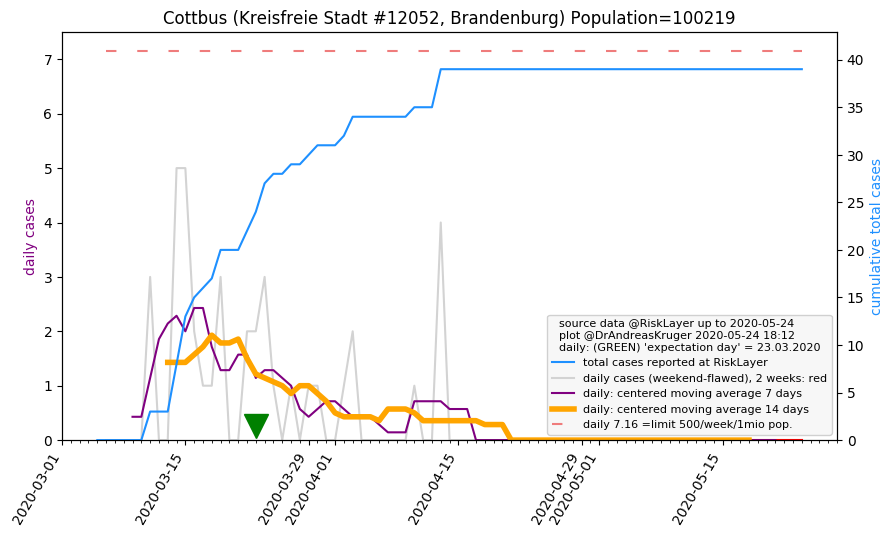 Cottbus (Kreisfreie Stadt #12052, Brandenburg) Population=100219
daily cases
7
6
5
4
3
2
1
0
40
35
30
25
20
15
10
5
0
cumulative total cases
source data @RiskLayer up to 2020-05-24
plot @DrAndreasKruger 2020-05-24 18:12
daily: (GREEN) 'expectation day' = 23.03.2020
total cases reported at RiskLayer
daily cases (weekend-flawed), 2 weeks: red
daily: centered moving average 7 days
daily: centered moving average 14 days
daily 7.16 =limit 500/week/1mio pop.
2020-03-01
2020-03-15
2020-03-29
2020-04-01
2020-04-15
2020-04-29
2020-05-01
2020-05-15